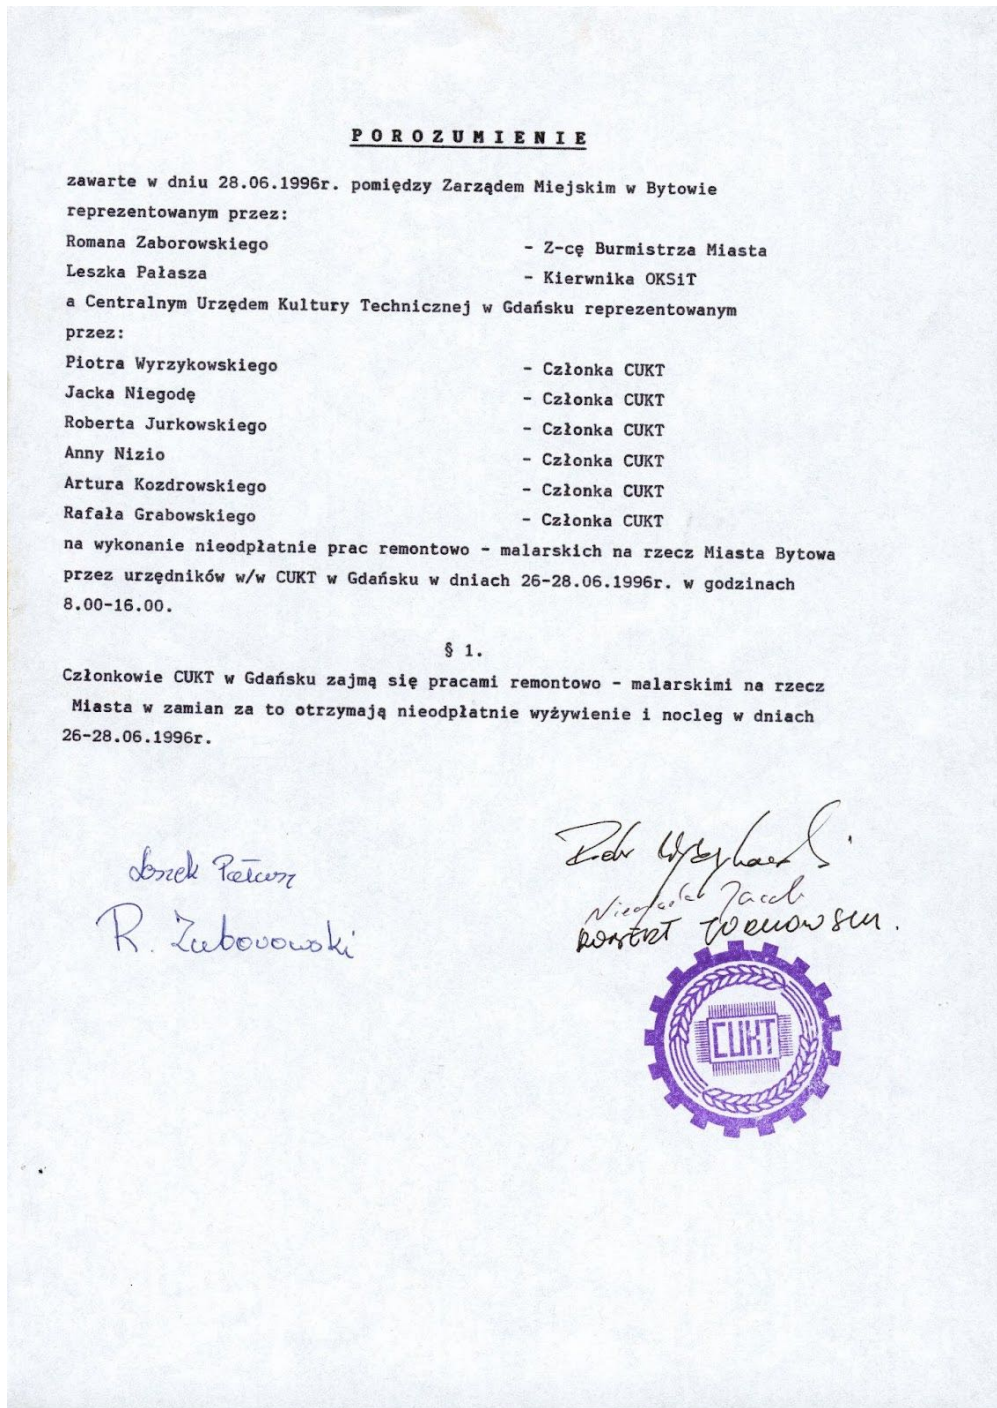 POROZUMIENIE
zawarte w dniu 28.06.1996r. pomiędzy Zarządem Miejskim w Bytowie
reprezentowanym przez:
Romana Zaborowskiego - Z-cę Burmistrza Miasta
Leszka Pałasza - Kierwnika OKSiT
a Centralnym Urzędem Kultury Technicznej w Gdańsku reprezentowanym
przez:
Piotra Wyrzykowskiego - Członka CUKT
Jacka Niegodę - Członka CUKT
Roberta Jurkowskiego - Członka CUKT
Anny Nizio - Członka CUKT
Artura Kozdrowskiego - Członka CUKT
Rafała Grabowskiego - Członka CUKT
na wykonanie nieodpłatnie prac remontowo - malarskich na rzecz Miasta Bytowa
przez urzędników w/w CUKT w Gdańsku w dniach 26-28.06.1996r. w godzinach
8.00-16.00.
§ 1.
Członkowie CUKT w Gdańsku zajmą się pracami remontowo - malarskimi na rzecz
Miasta w zamian za to otrzymają nieodpłatnie wyżywienie i nocleg w dniach
26-28.06.1996r.
Jacek
R. Zaborowski
ROBERT
CUKT